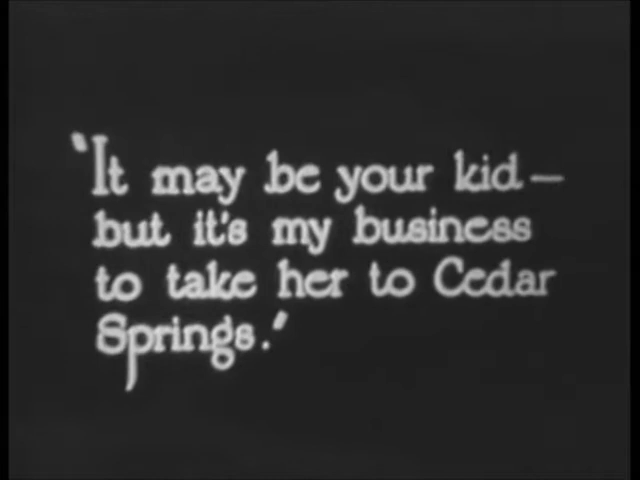 "It may be your kid—
but it's my business
to take her to Cedar
Springs."